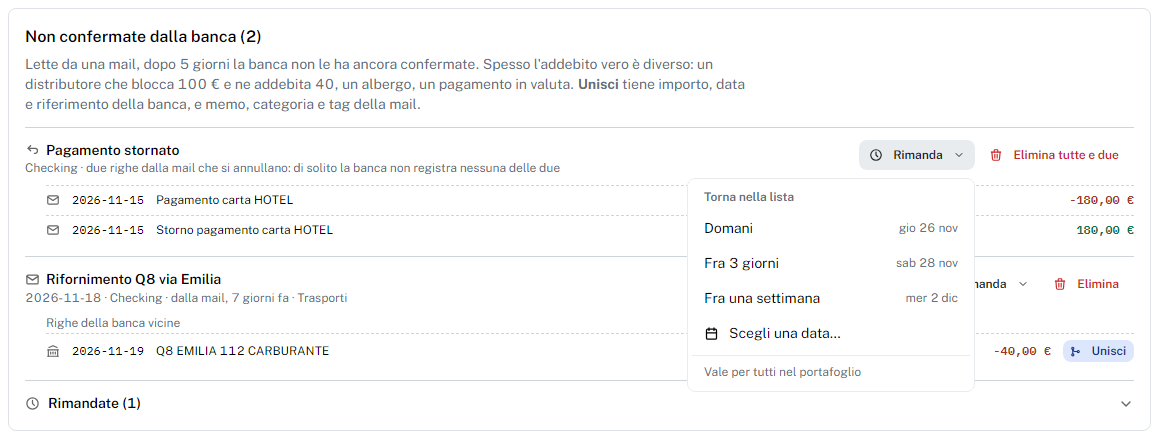 Non confermate dalla banca (2)
Lette da una mail, dopo 5 giorni la banca non le ha ancora confermate. Spesso l'addebito vero è diverso: un
distributore che blocca 100 € e ne addebita 40, un albergo, un pagamento in valuta. Unisci tiene importo, data
e riferimento della banca, e memo, categoria e tag della mail.
Pagamento stornato
Rimanda
Elimina tutte e due
Checking · due righe dalla mail che si annullano: di solito la banca non registra nessuna delle due
2026-11-15 Pagamento carta HOTEL
-180,00 €
2026-11-15 Storno pagamento carta HOTEL
180,00 €
Torna nella lista
Domani gio 26 nov
Fra 3 giorni sab 28 nov
Fra una settimana mer 2 dic
Scegli una data...
Vale per tutti nel portafoglio
Rifornimento Q8 via Emilia
manda
Elimina
2026-11-18 · Checking · dalla mail, 7 giorni fa · Trasporti
Righe della banca vicine
2026-11-19 Q8 EMILIA 112 CARBURANTE
-40,00 €
Unisci
Rimandate (1)